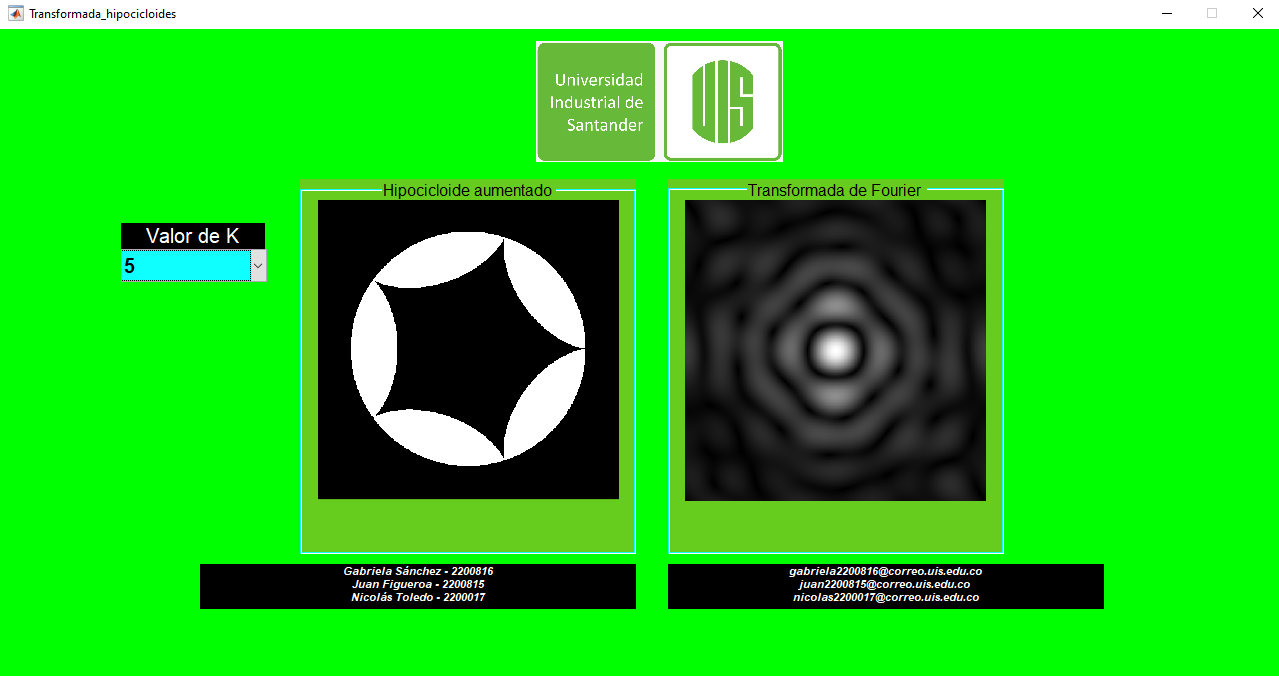 Transformada_hipocicloides
Universidad
Industrial de
Santander
UIS
Hipocicloide aumentado
Transformada de Fourier
Valor de K
5
Gabriela Sánchez - 2200816
Juan Figueroa - 2200815
Nicolás Toledo - 2200017
gabriela2200816@correo.uis.edu.co
juan2200815@correo.uis.edu.co
nicolas2200017@correo.uis.edu.co